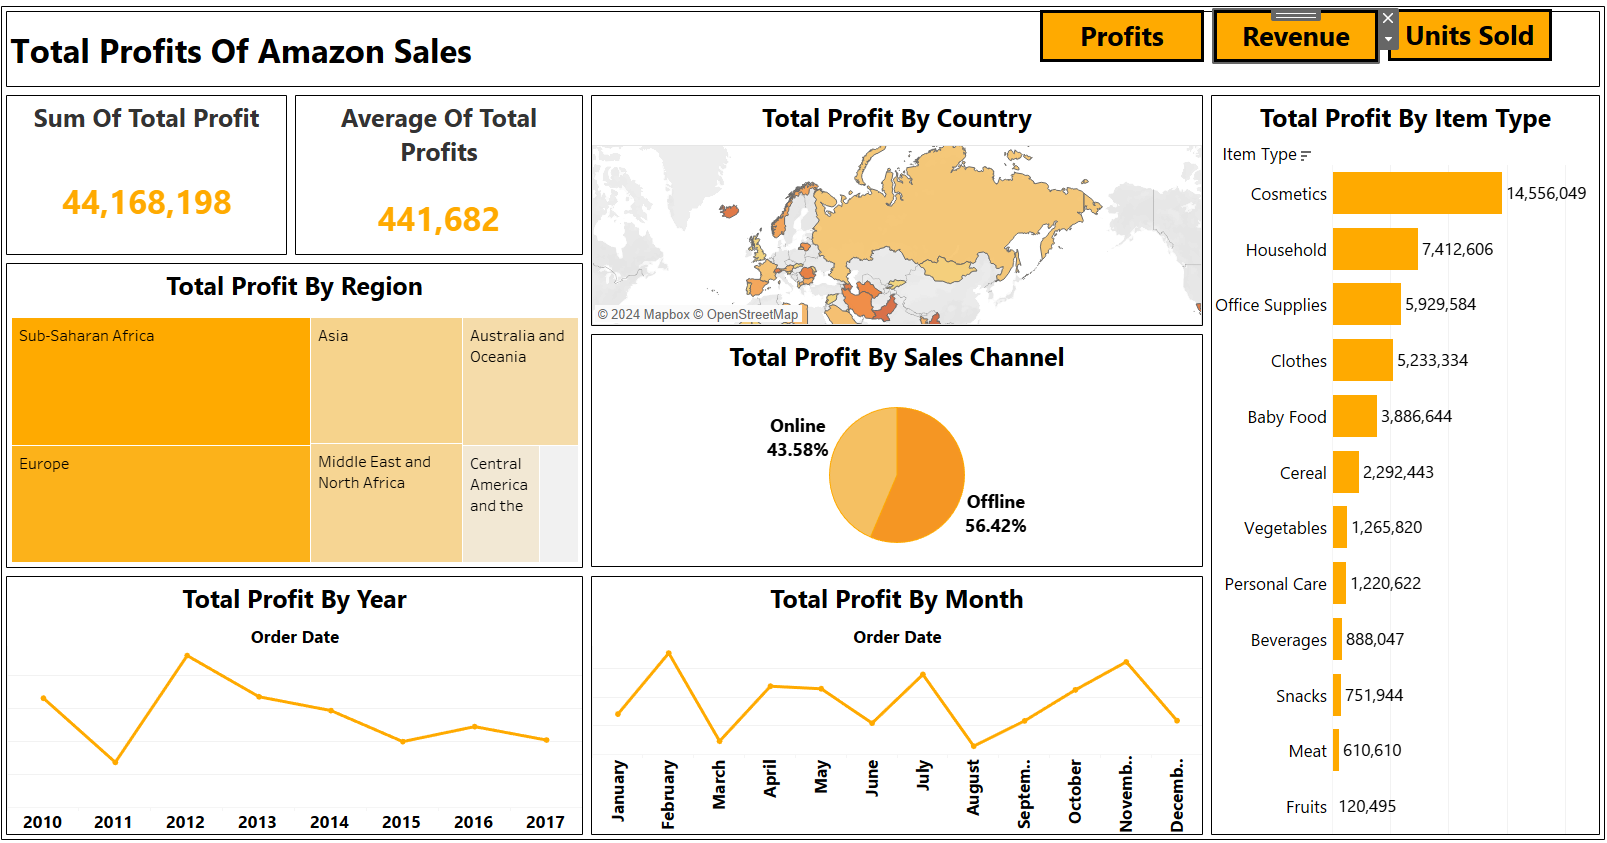 Total Profits Of Amazon Sales
Profits
Revenue
Units Sold
Sum Of Total Profit
44,168,198
Average Of Total
Profits
441,682
Total Profit By Region
Sub-Saharan Africa
Asia
Australia and
Oceania
Europe
Middle East and
North Africa
Central
America
and the
Total Profit By Country
© 2024 Mapbox © OpenStreetMap
Total Profit By Sales Channel
Online
43.58%
Offline
56.42%
Total Profit By Item Type
Item Type
Cosmetics 14,556,049
Household 7,412,606
Office Supplies 5,929,584
Clothes 5,233,334
Baby Food 3,886,644
Cereal 2,292,443
Vegetables 1,265,820
Personal Care 1,220,622
Beverages 888,047
Snacks 751,944
Meat 610,610
Fruits 120,495
Total Profit By Year
Order Date
2010 2011 2012 2013 2014 2015 2016 2017
Total Profit By Month
Order Date
January
February
March
April
May
June
July
August
Septem..
October
Novemb..
Decemb..